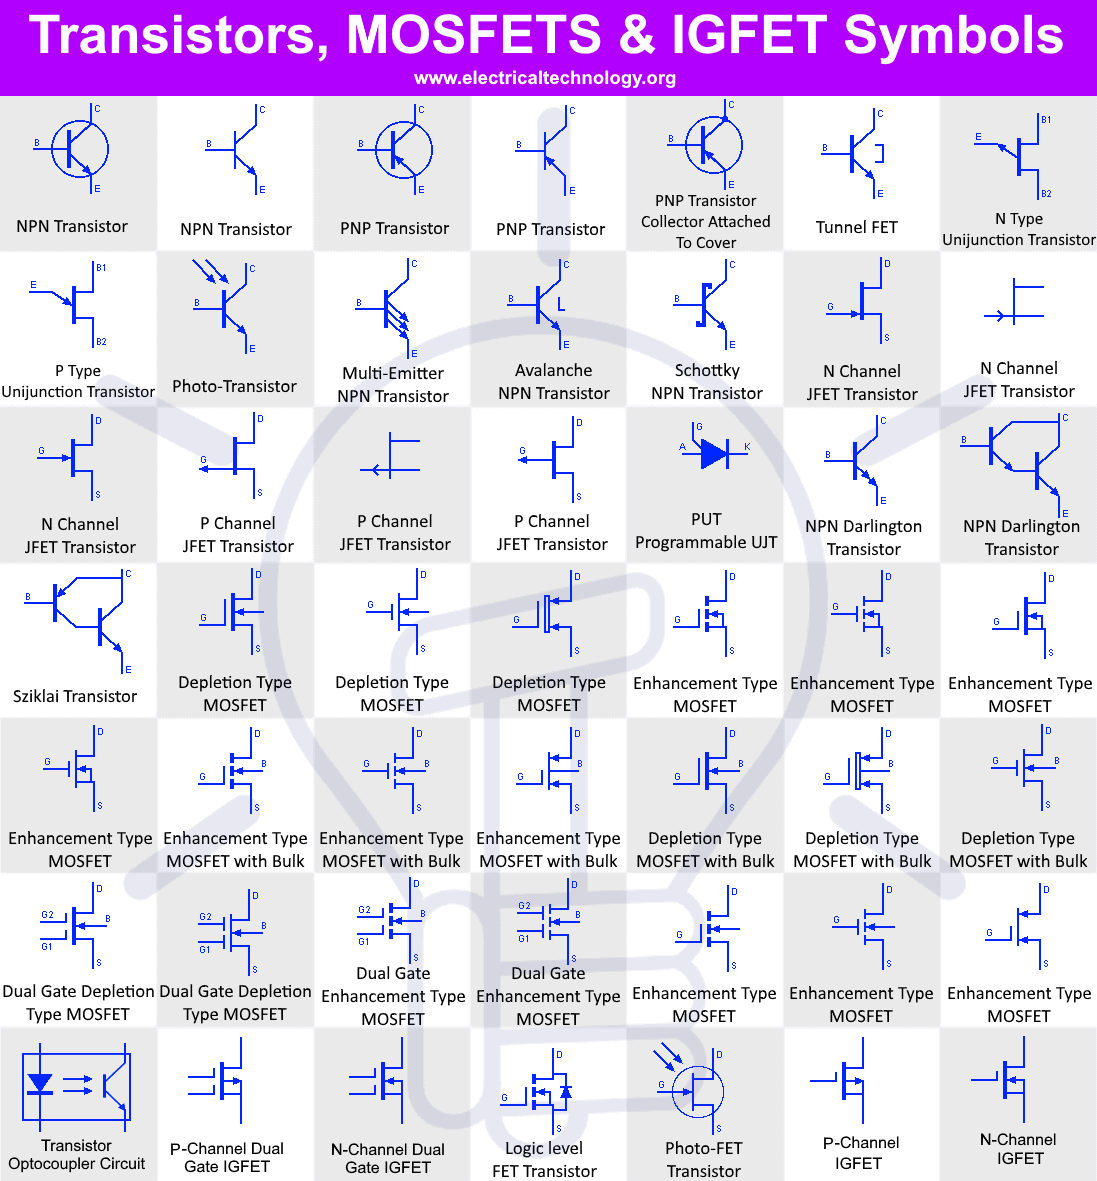 Transistors, MOSFETS & IGFET Symbols
www.electricaltechnology.org
C
B
E
NPN Transistor
C
B
E
NPN Transistor
C
B
E
PNP Transistor
C
B
E
PNP Transistor
C
B
E
PNP Transistor
Collector Attached
To Cover
C
B
E
Tunnel FET
B1
E
B2
N Type
Unijunction Transistor
B1
E
B2
P Type
Unijunction Transistor
C
B
E
Photo-Transistor
C
B
E
Multi-Emitter
NPN Transistor
C
B
E
Avalanche
NPN Transistor
C
B
E
Schottky
NPN Transistor
D
G
S
N Channel
JFET Transistor
N Channel
JFET Transistor
D
G
S
N Channel
JFET Transistor
D
G
S
P Channel
JFET Transistor
P Channel
JFET Transistor
D
G
S
P Channel
JFET Transistor
G
A
K
PUT
Programmable UJT
C
B
E
NPN Darlington
Transistor
C
B
E
NPN Darlington
Transistor
C
B
E
Sziklai Transistor
D
G
S
Depletion Type
MOSFET
D
G
S
Depletion Type
MOSFET
D
G
S
Depletion Type
MOSFET
D
G
S
Enhancement Type
MOSFET
D
G
S
Enhancement Type
MOSFET
D
G
S
Enhancement Type
MOSFET
D
G
S
Enhancement Type
MOSFET
D
B
G
S
Enhancement Type
MOSFET with Bulk
D
G
B
S
Enhancement Type
MOSFET with Bulk
D
B
G
S
Enhancement Type
MOSFET with Bulk
D
B
G
S
Depletion Type
MOSFET with Bulk
D
B
G
S
Depletion Type
MOSFET with Bulk
D
G
B
S
Depletion Type
MOSFET with Bulk
D
G2
B
G1
S
Dual Gate Depletion
Type MOSFET
D
G2
B
G1
S
Dual Gate Depletion
Type MOSFET
D
G2
B
G1
S
Dual Gate
Enhancement Type
MOSFET
D
G2
B
G1
S
Dual Gate
Enhancement Type
MOSFET
D
G
S
Enhancement Type
MOSFET
D
G
S
Enhancement Type
MOSFET
D
G
S
Enhancement Type
MOSFET
Transistor
Optocoupler Circuit
P-Channel Dual
Gate IGFET
N-Channel Dual
Gate IGFET
D
G
S
Logic level
FET Transistor
D
G
S
Photo-FET
Transistor
P-Channel
IGFET
N-Channel
IGFET